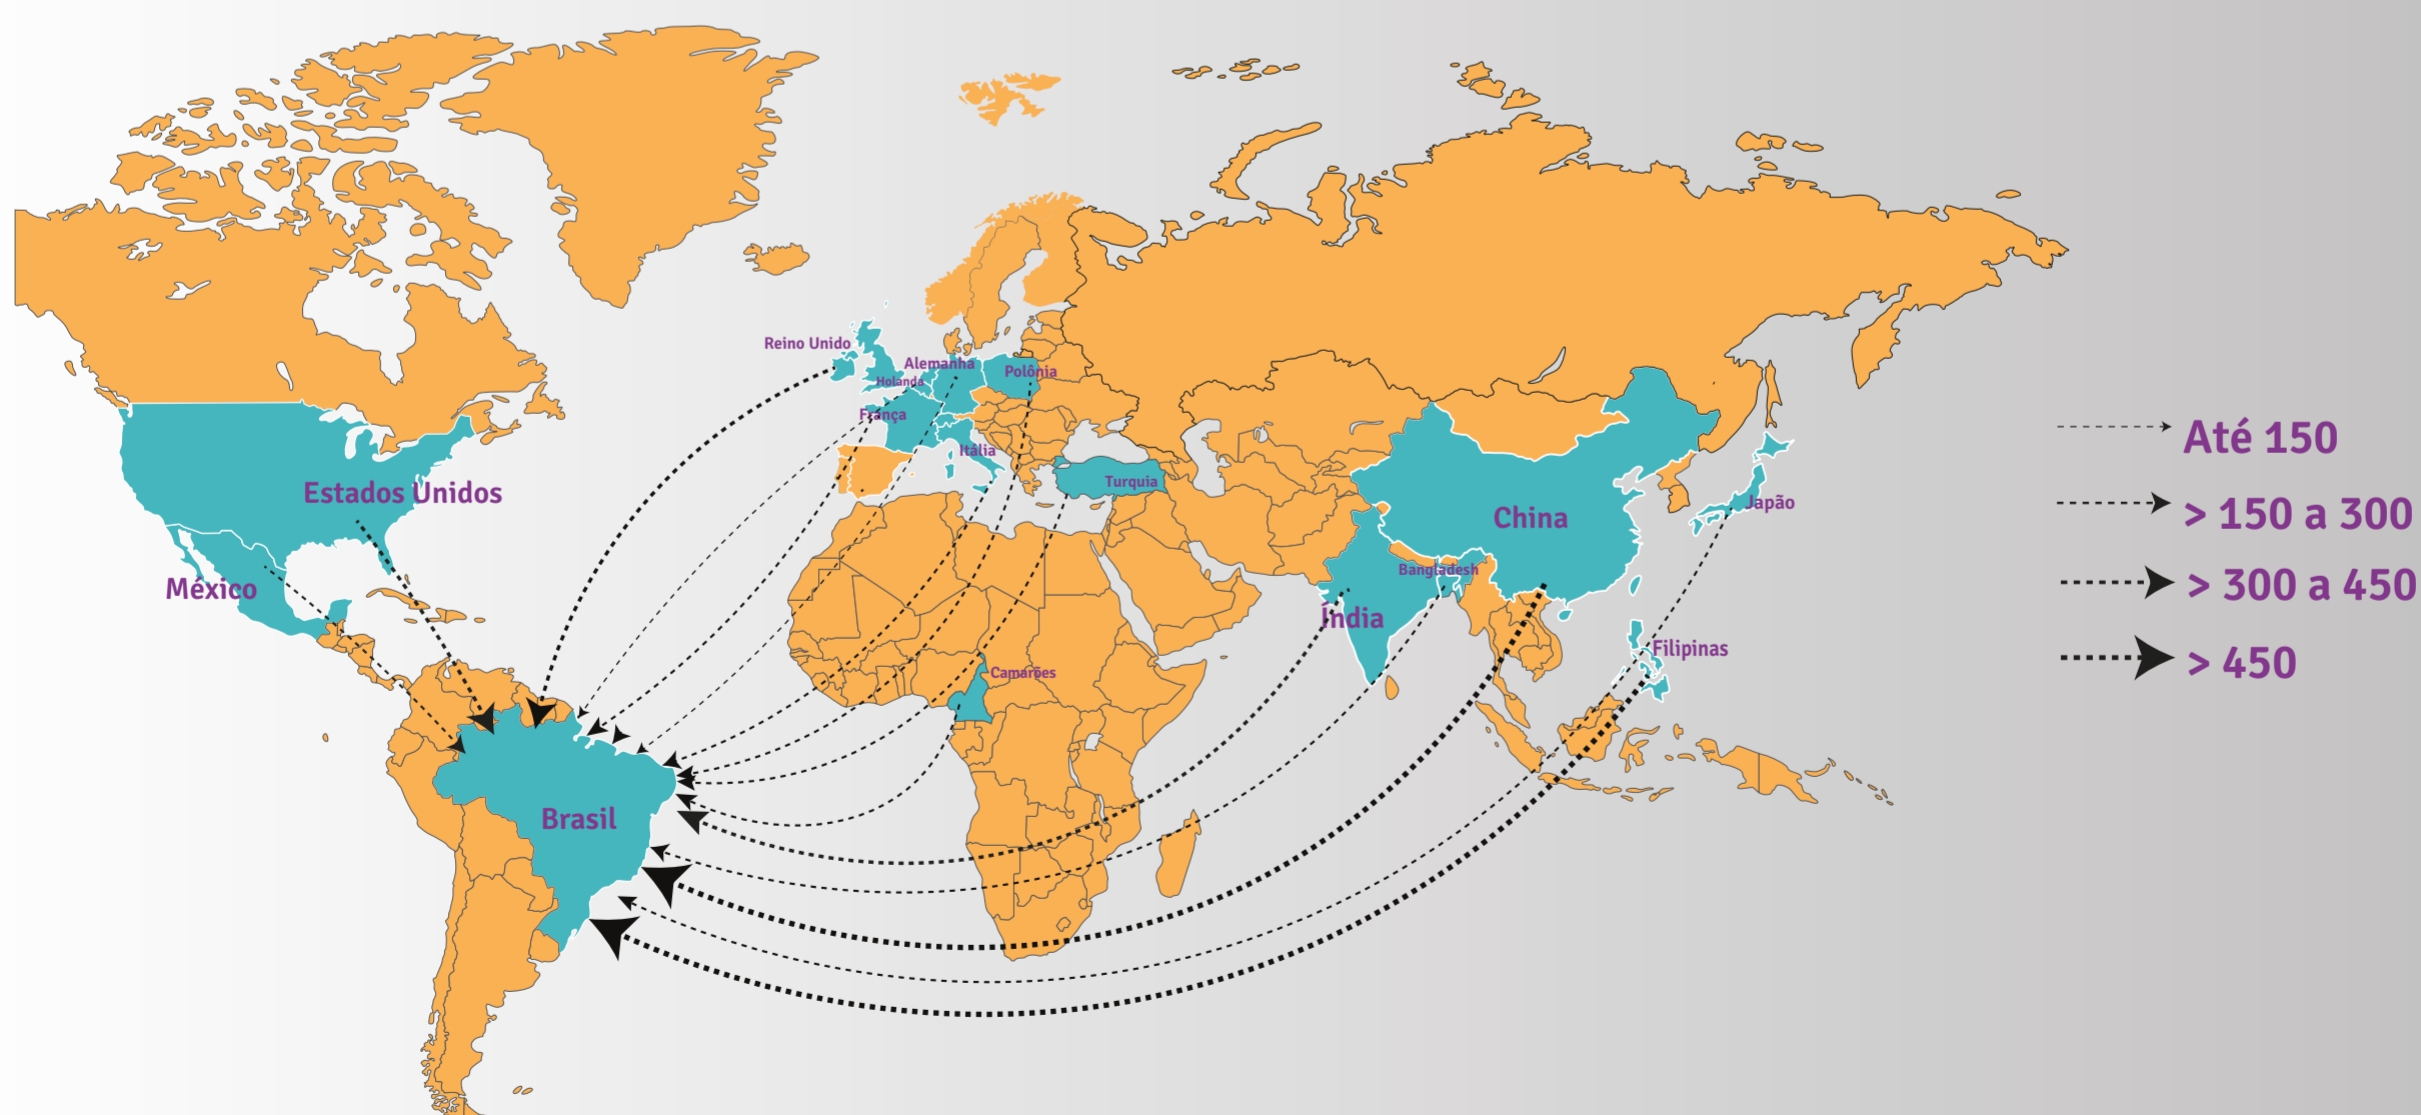 Reino Unido
Alemanha
Holanda
Polônia
França
Itália
Turquia
Estados Unidos
México
China
Japão
Bangladesh
Índia
Filipinas
Camarões
Brasil
Até 150
> 150 a 300
> 300 a 450
> 450